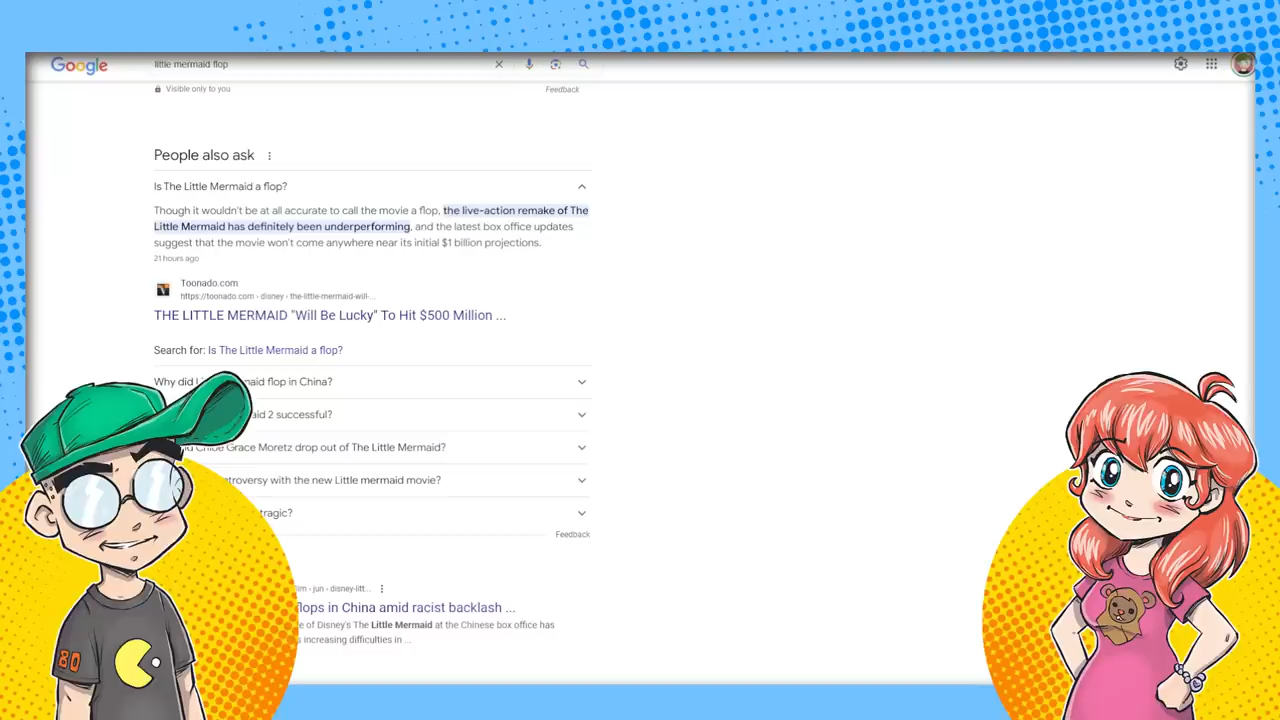 Google
little mermaid flop
Visible only to you
Feedback
People also ask
Is The Little Mermaid a flop?
Though it wouldn't be at all accurate to call the movie a flop, the live-action remake of The
Little Mermaid has definitely been underperforming, and the latest box office updates
suggest that the movie won't come anywhere near its initial $1 billion projections.
21 hours ago
Toonado.com
https://toonado.com › disney › the-little-mermaid-will-...
THE LITTLE MERMAID "Will Be Lucky" To Hit $500 Million ...
Search for: Is The Little Mermaid a flop?
Why did flop in China?
2 successful?
Grace Moretz drop out of The Little Mermaid?
with the new Little mermaid movie?
tragic?
Feedback
› jun › disney-litt...
flops in China amid racist backlash ...
of Disney's The Little Mermaid at the Chinese box office has
increasing difficulties in ...
80